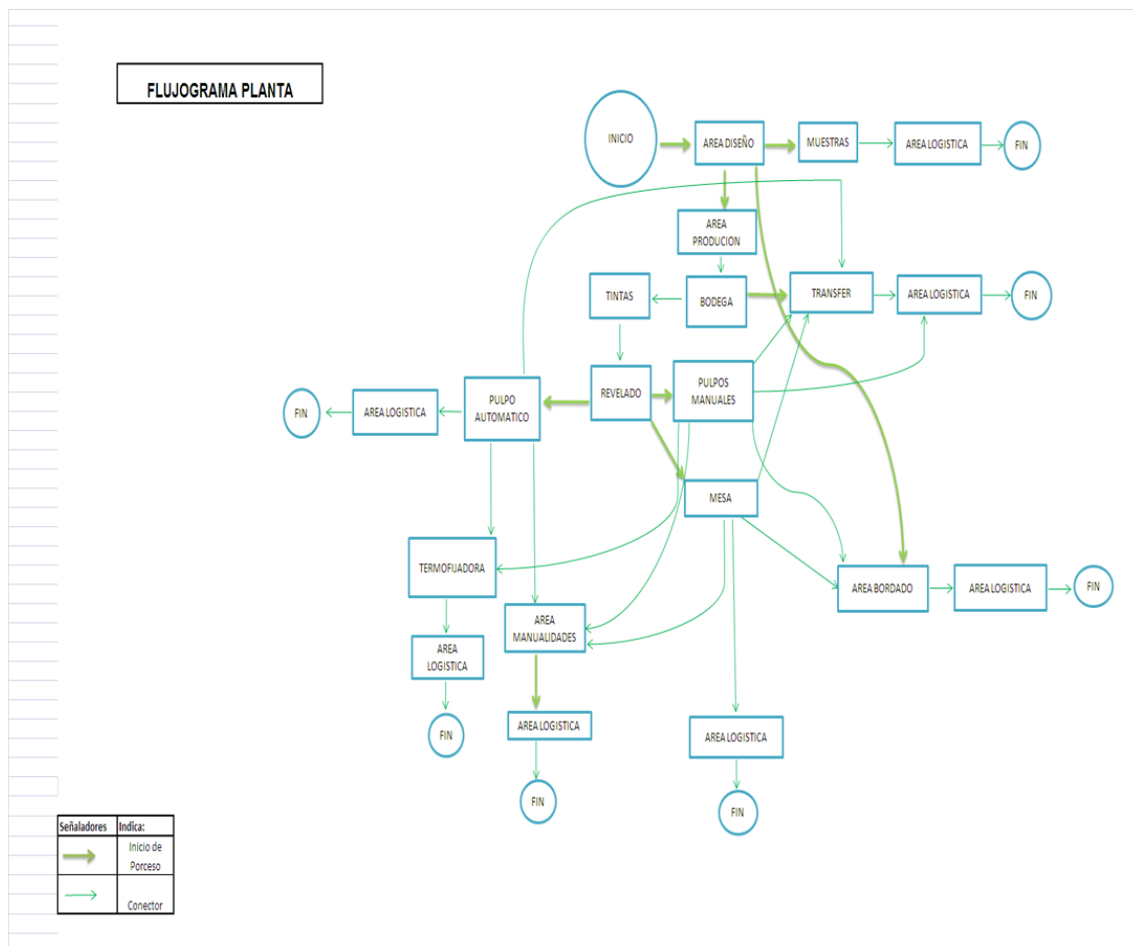 FLUJOGRAMA PLANTA
INICIO
AREA DISEÑO
MUESTRAS
AREA LOGISTICA
FIN
AREA
PRODUCION
TINTAS
BODEGA
TRANSFER
AREA LOGISTICA
FIN
FIN
AREA LOGISTICA
PULPO
AUTOMATICO
REVELADO
PULPOS
MANUALES
MESA
TERMOFIJADORA
AREA BORDADO
AREA LOGISTICA
FIN
AREA
MANUALIDADES
AREA
LOGISTICA
FIN
AREA LOGISTICA
FIN
AREA LOGISTICA
FIN
Señaladores Indica:
Inicio de
Porceso
Conector